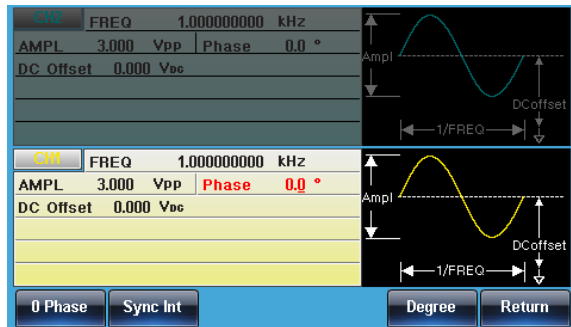 CH2 FREQ 1.000000000 kHz
AMPL 3.000 Vpp Phase 0.0 °
DC Offset 0.000 VDC
Ampl
DCoffset
1/FREQ
CH1 FREQ 1.000000000 kHz
AMPL 3.000 Vpp Phase 0.0 °
DC Offset 0.000 VDC
Ampl
DCoffset
1/FREQ
0 Phase Sync Int Degree Return